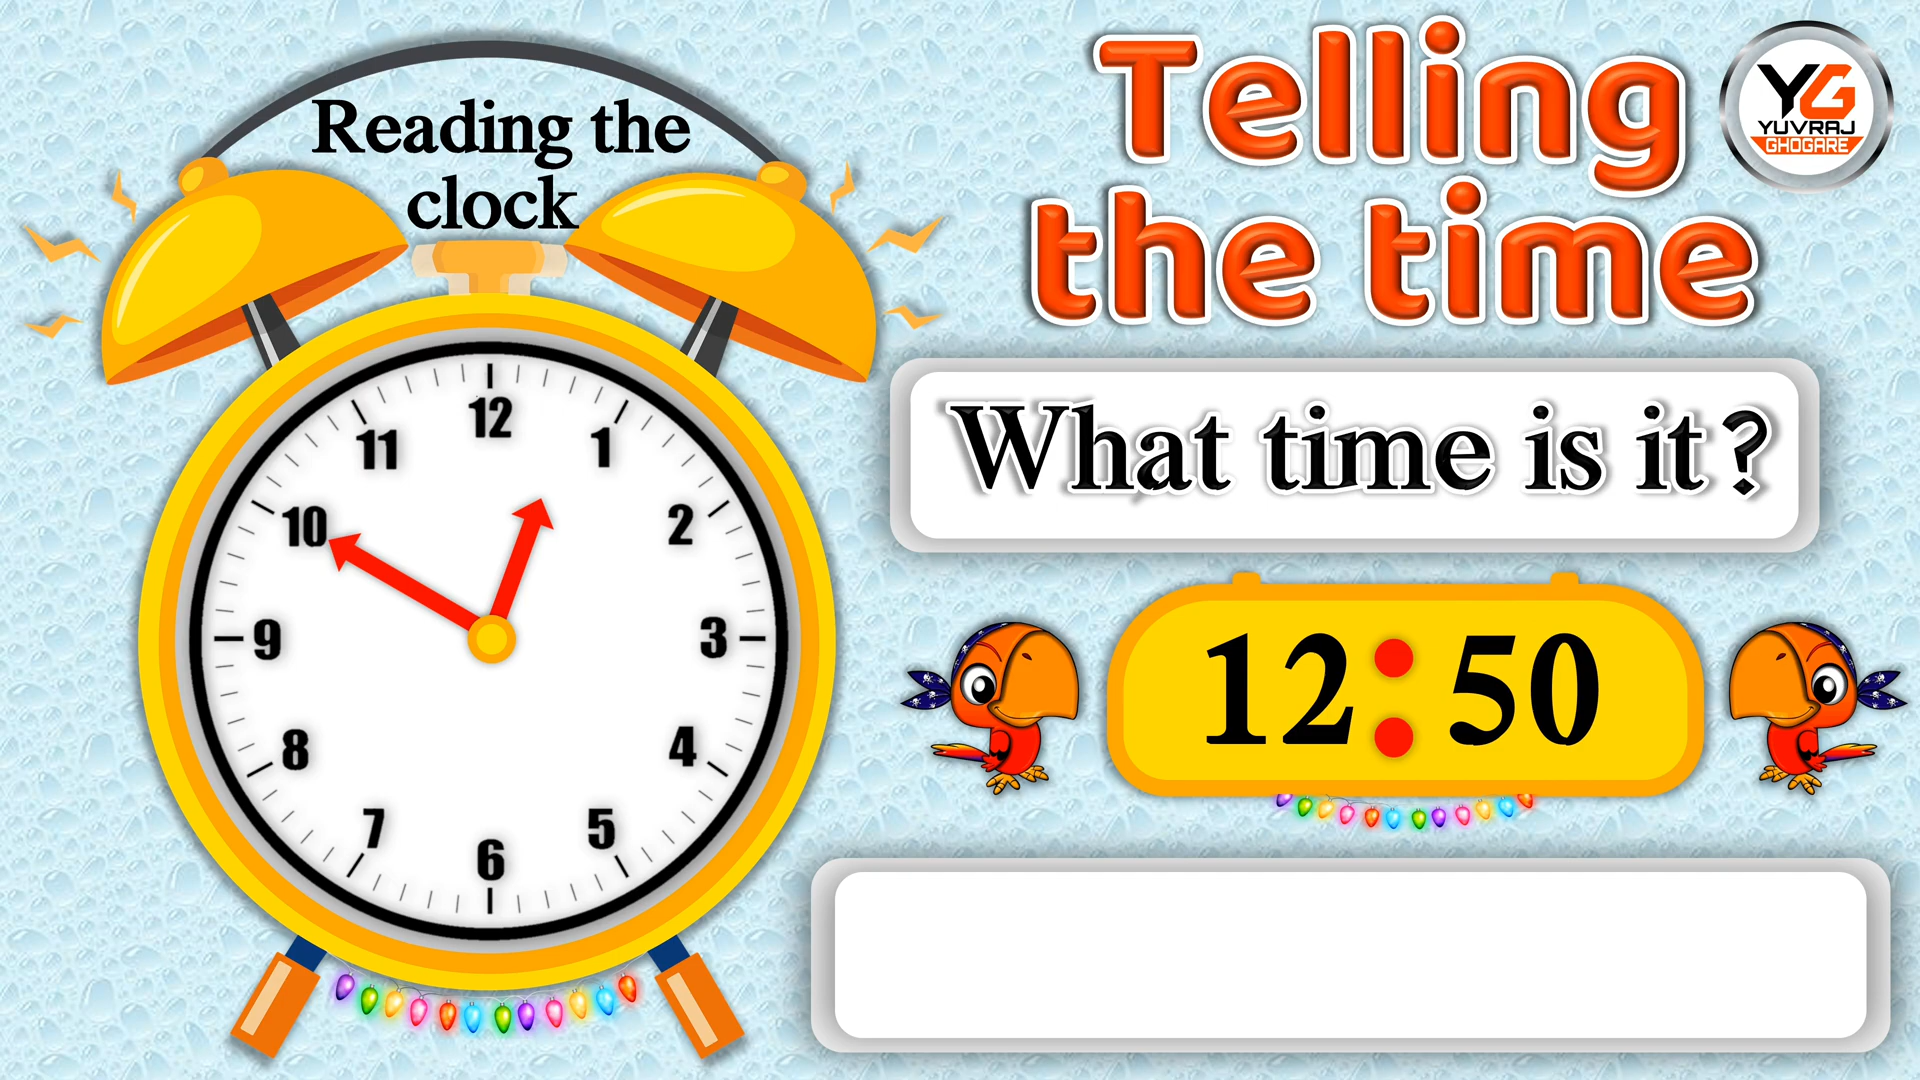 Reading the
clock
Telling
the time
YG
YUVRAJ
GHOGARE
What time is it?
12:50
12
11
1
10
2
9
3
8
4
7
5
6